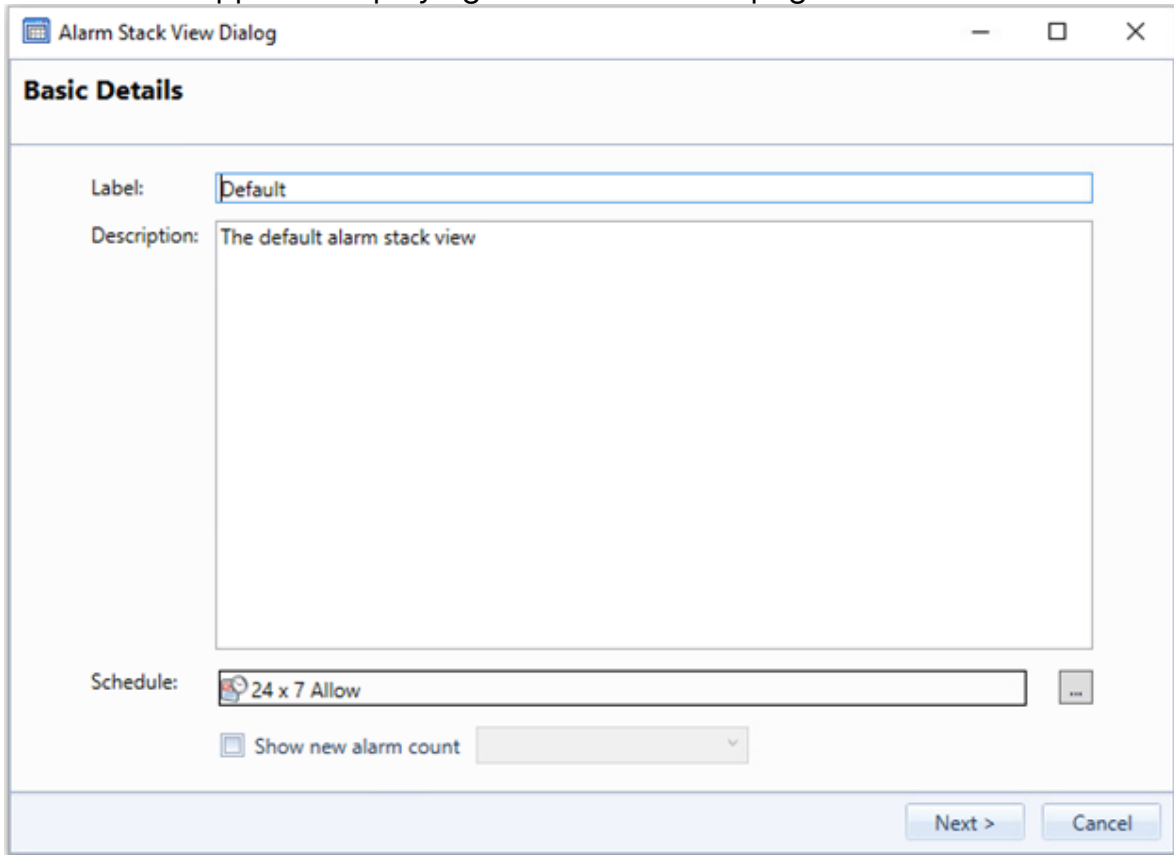 Alarm Stack View Dialog
Basic Details
Label: Default
Description: The default alarm stack view
Schedule: 24 x 7 Allow
...
Show new alarm count
Next > Cancel